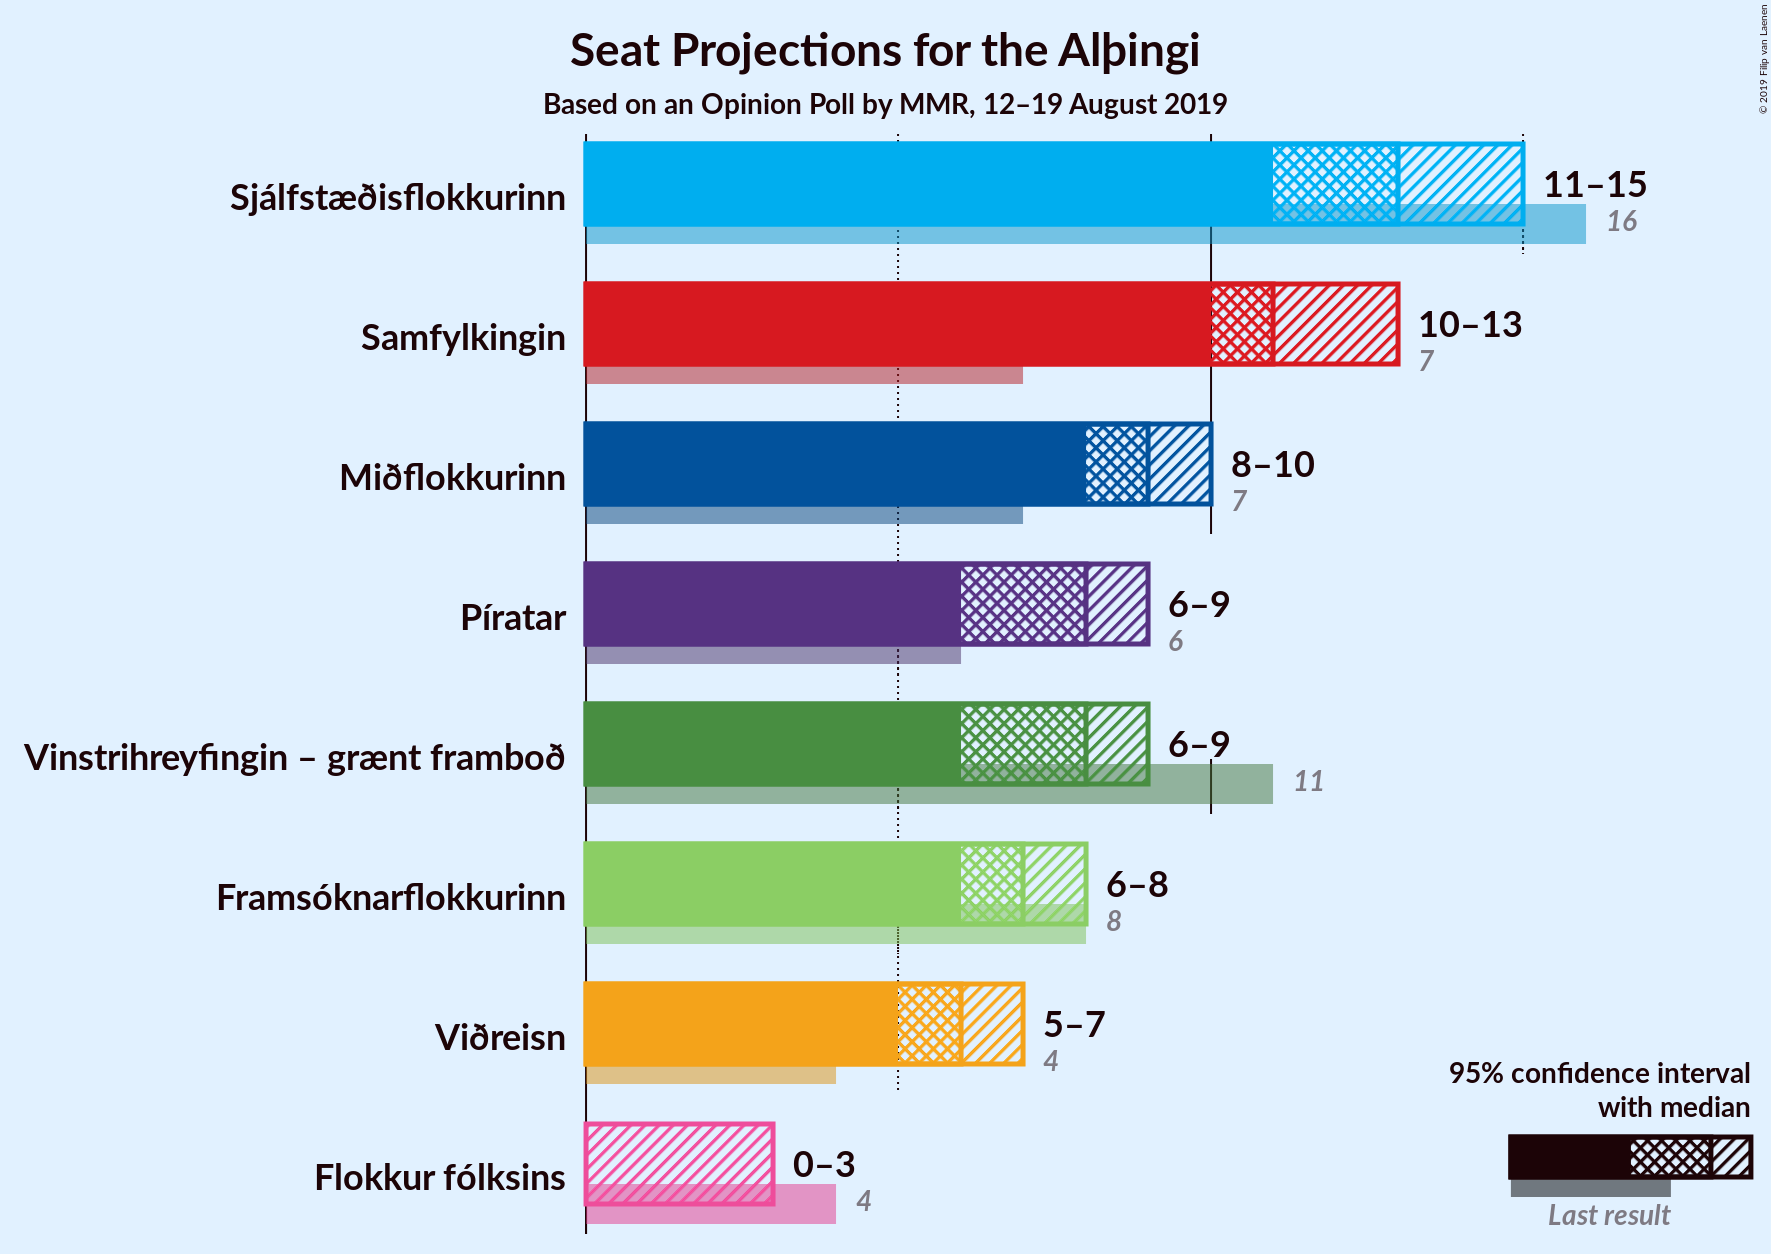 Seat Projections for the Alþingi
Based on an Opinion Poll by MMR, 12–19 August 2019
© 2019 Filip van Laenen
Sjálfstæðisflokkurinn
11–15
16
Samfylkingin
10–13
7
Miðflokkurinn
8–10
7
Píratar
6–9
6
Vinstrihreyfingin – grænt framboð
6–9
11
Framsóknarflokkurinn
6–8
8
Viðreisn
5–7
4
Flokkur fólksins
0–3
4
95% confidence interval
with median
Last result